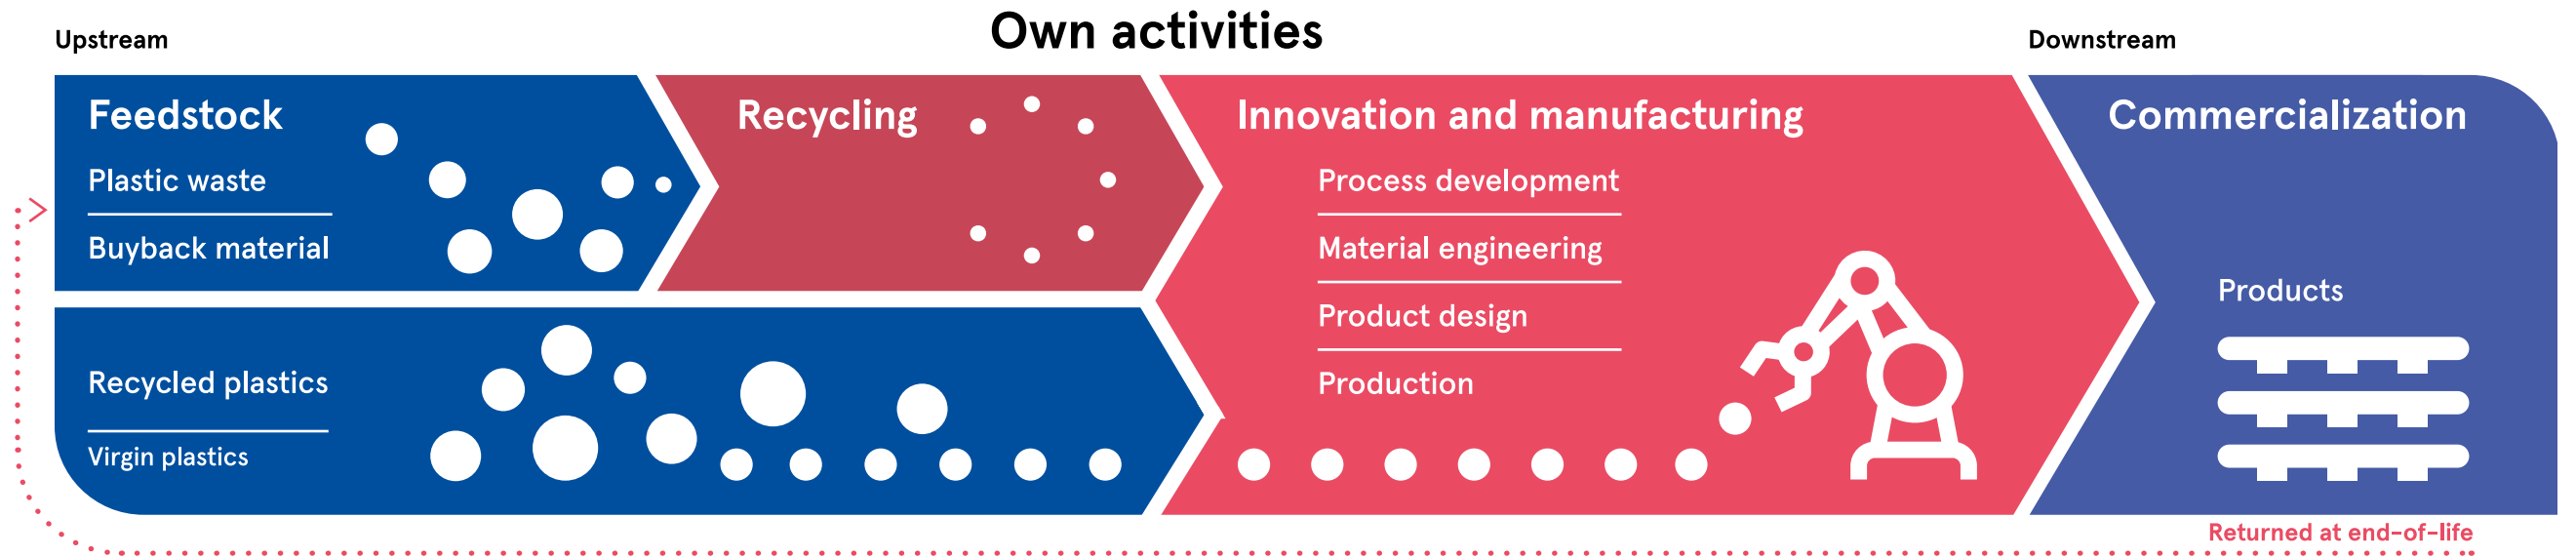 Own activities
Upstream
Downstream
Feedstock
Plastic waste
Buyback material
Recycled plastics
Virgin plastics
Recycling
Innovation and manufacturing
Process development
Material engineering
Product design
Production
Commercialization
Products
Returned at end-of-life